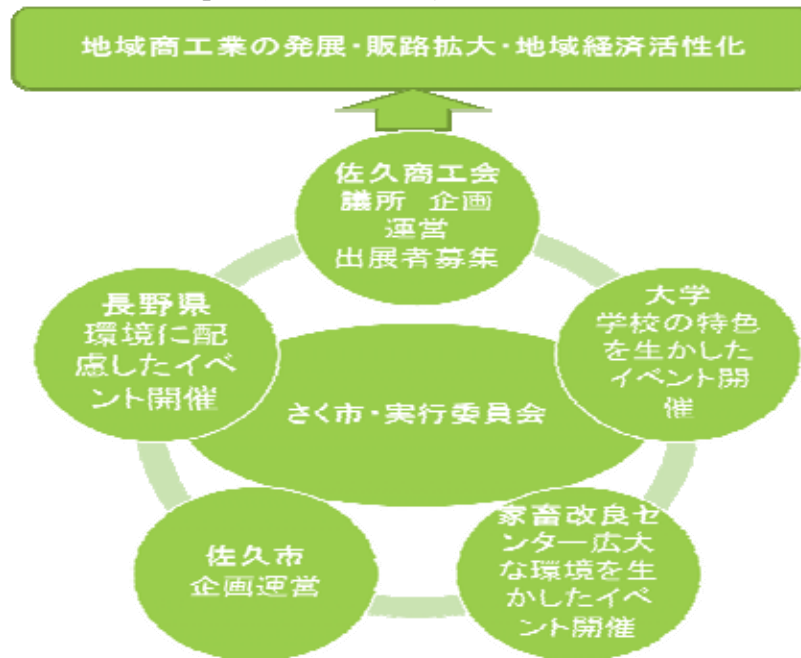 地域商工業の発展・販路拡大・地域経済活性化
佐久商工会
議所 企画
運営
出展者募集
長野県
環境に配
慮したイベ
ント開催
大学
学校の特色
を生かした
イベント開
催
さく市・実行委員会
佐久市
企画運営
家畜改良セ
ンター広大
な環境を生
かしたイベ
ント開催